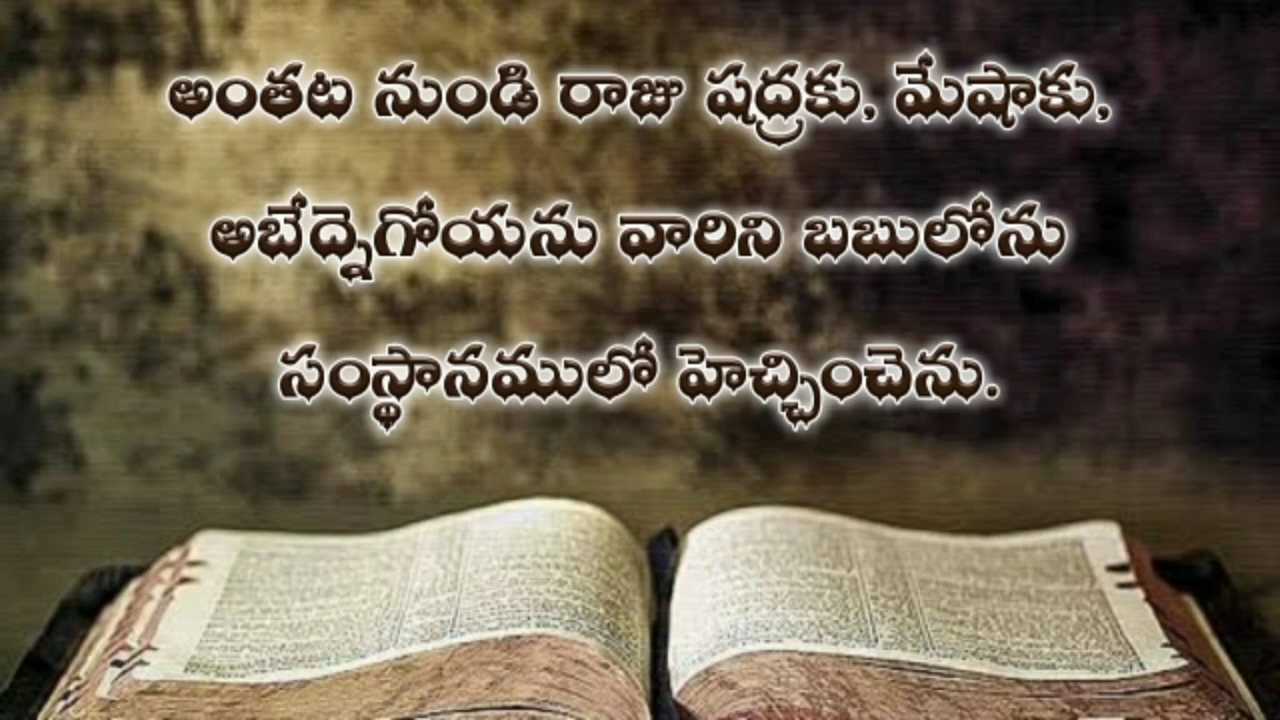 అంతట నుండి రాజు షద్రకు, మేషాకు,
అబేద్నెగోయను వారిని బబులోను
సంస్థానములో హెచ్చించెను.